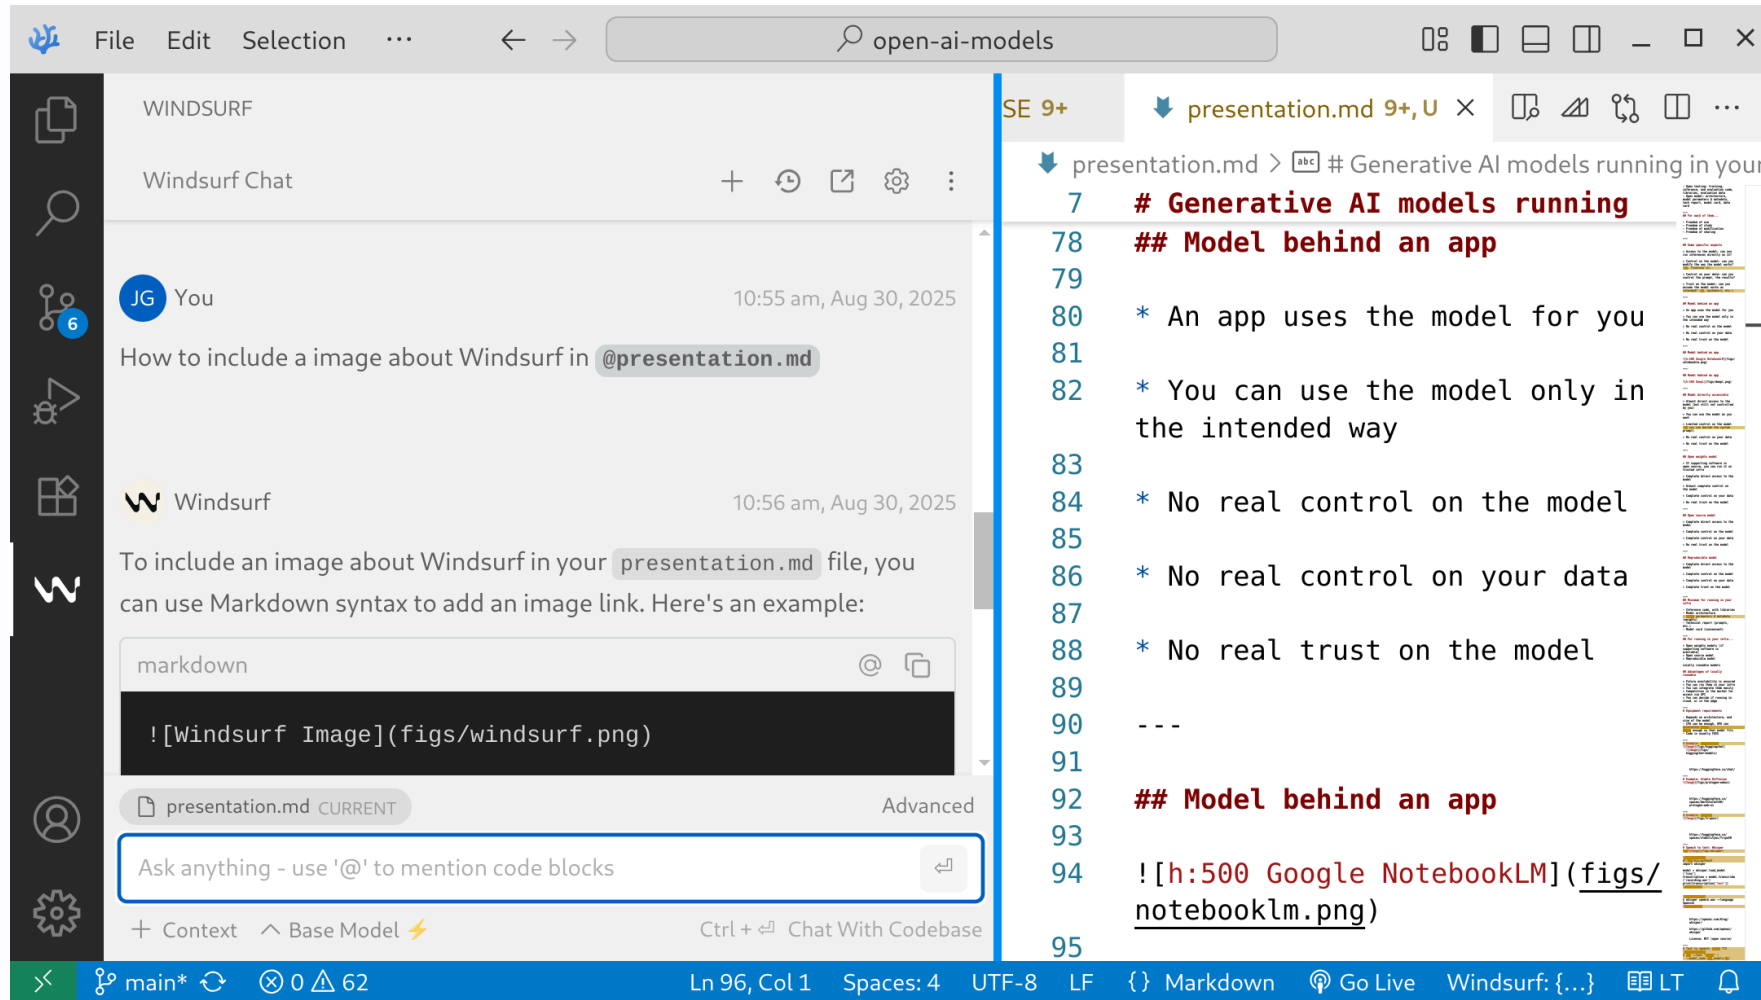 File Edit Selection ··· open-ai-models
WINDSURF
Windsurf Chat
JG You 10:55 am, Aug 30, 2025
How to include a image about Windsurf in @presentation.md
Windsurf 10:56 am, Aug 30, 2025
To include an image about Windsurf in your presentation.md file, you
can use Markdown syntax to add an image link. Here's an example:
markdown
![Windsurf Image](figs/windsurf.png)
presentation.md CURRENT Advanced
Ask anything - use '@' to mention code blocks
Context Base Model Ctrl + ⏎ Chat With Codebase
6
SE 9+ presentation.md 9+, U
presentation.md > abc # Generative AI models running in your
7 # Generative AI models running
78 ## Model behind an app
79
80 * An app uses the model for you
81
82 * You can use the model only in
the intended way
83
84 * No real control on the model
85
86 * No real control on your data
87
88 * No real trust on the model
89
90 ---
91
92 ## Model behind an app
93
94 ![h:500 Google NotebookLM](figs/
notebooklm.png)
95
main* 0 62 Ln 96, Col 1 Spaces: 4 UTF-8 LF {} Markdown Go Live Windsurf: {...} LT